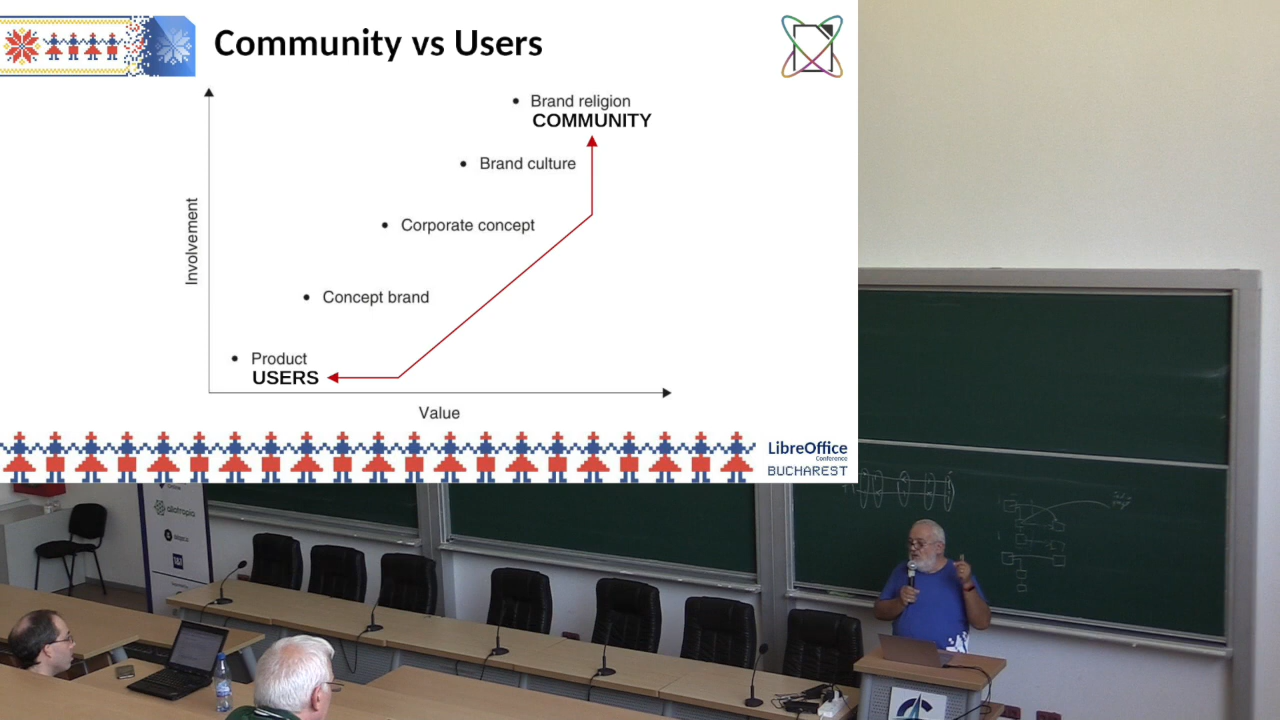 Community vs Users
Brand religion
COMMUNITY
Brand culture
Corporate concept
Concept brand
Product
USERS
Involvement
Value
LibreOffice
Conference
BUCHAREST
allotropia